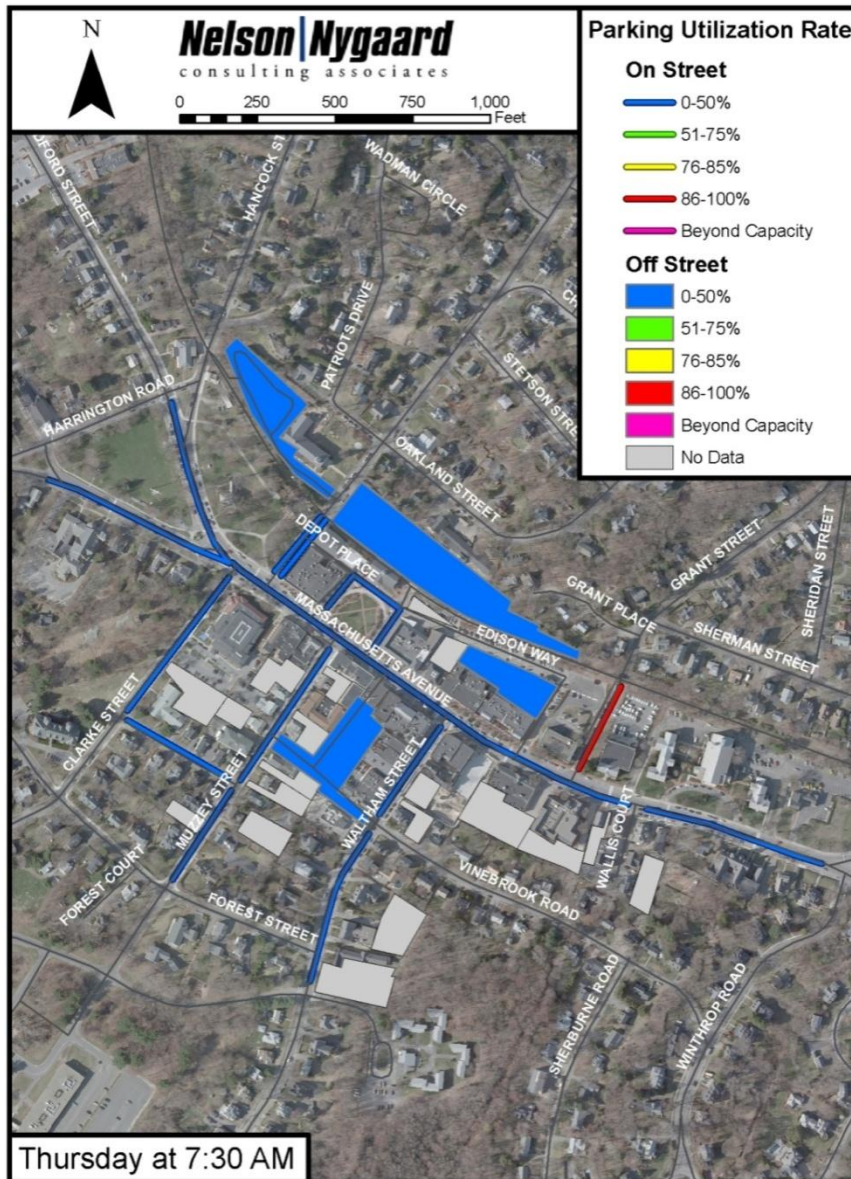 N
Nelson|Nygaard
consulting associates
0 250 500 750 1,000
Feet
Parking Utilization Rate
On Street
0-50%
51-75%
76-85%
86-100%
Beyond Capacity
Off Street
0-50%
51-75%
76-85%
86-100%
Beyond Capacity
No Data
HANCOCK ST
WADMAN CIRCLE
PATRIOTS DRIVE
HARRINGTON ROAD
OAKLAND STREET
DEPOT PLACE
MASSACHUSETTS AVENUE
EDISON WAY
GRANT PLACE
GRANT STREET
SHERMAN STREET
SHERIDAN STREET
CLARKE STREET
MUZZEY STREET
WALTHAM STREET
FOREST COURT
FOREST STREET
VINEBROOK ROAD
WALLIS COURT
SHERBURNE ROAD
WINTHROP ROAD
Thursday at 7:30 AM